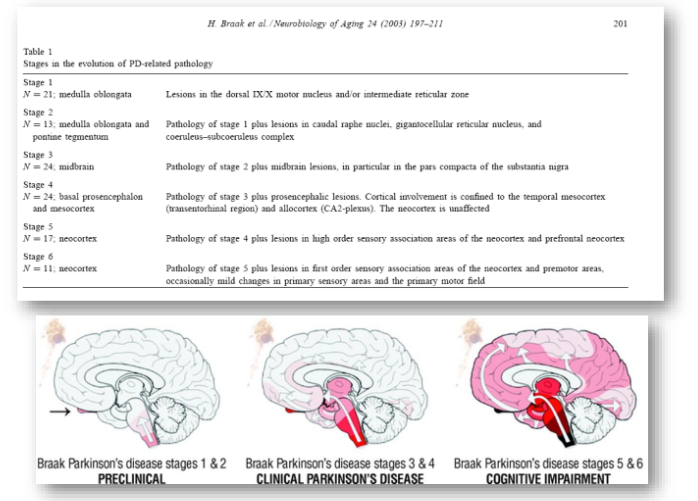 H. Braak et al. / Neurobiology of Aging 24 (2003) 197–211 201
Table 1
Stages in the evolution of PD-related pathology
Stage 1
N = 21; medulla oblongata Lesions in the dorsal IX/X motor nucleus and/or intermediate reticular zone
Stage 2
N = 13; medulla oblongata and Pathology of stage 1 plus lesions in caudal raphe nuclei, gigantocellular reticular nucleus, and
pontine tegmentum coeruleus–subcoeruleus complex
Stage 3
N = 24; midbrain Pathology of stage 2 plus midbrain lesions, in particular in the pars compacta of the substantia nigra
Stage 4
N = 24; basal prosencephalon Pathology of stage 3 plus prosencephalic lesions. Cortical involvement is confined to the temporal mesocortex
and mesocortex (transentorhinal region) and allocortex (CA2-plexus). The neocortex is unaffected
Stage 5
N = 17; neocortex Pathology of stage 4 plus lesions in high order sensory association areas of the neocortex and prefrontal neocortex
Stage 6
N = 11; neocortex Pathology of stage 5 plus lesions in first order sensory association areas of the neocortex and premotor areas,
occasionally mild changes in primary sensory areas and the primary motor field
Braak Parkinson's disease stages 1 & 2 Braak Parkinson's disease stages 3 & 4 Braak Parkinson's disease stages 5 & 6
PRECLINICAL CLINICAL PARKINSON'S DISEASE COGNITIVE IMPAIRMENT